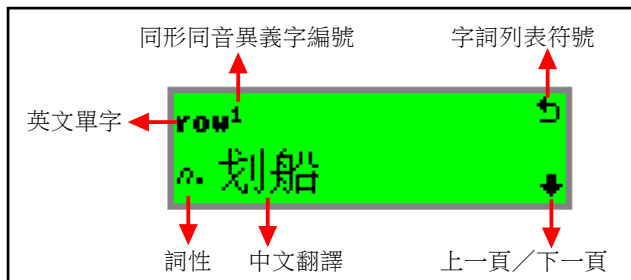 同形同音異義字編號 字詞列表符號
英文單字 row¹
n. 划船
詞性 中文翻譯 上一頁／下一頁